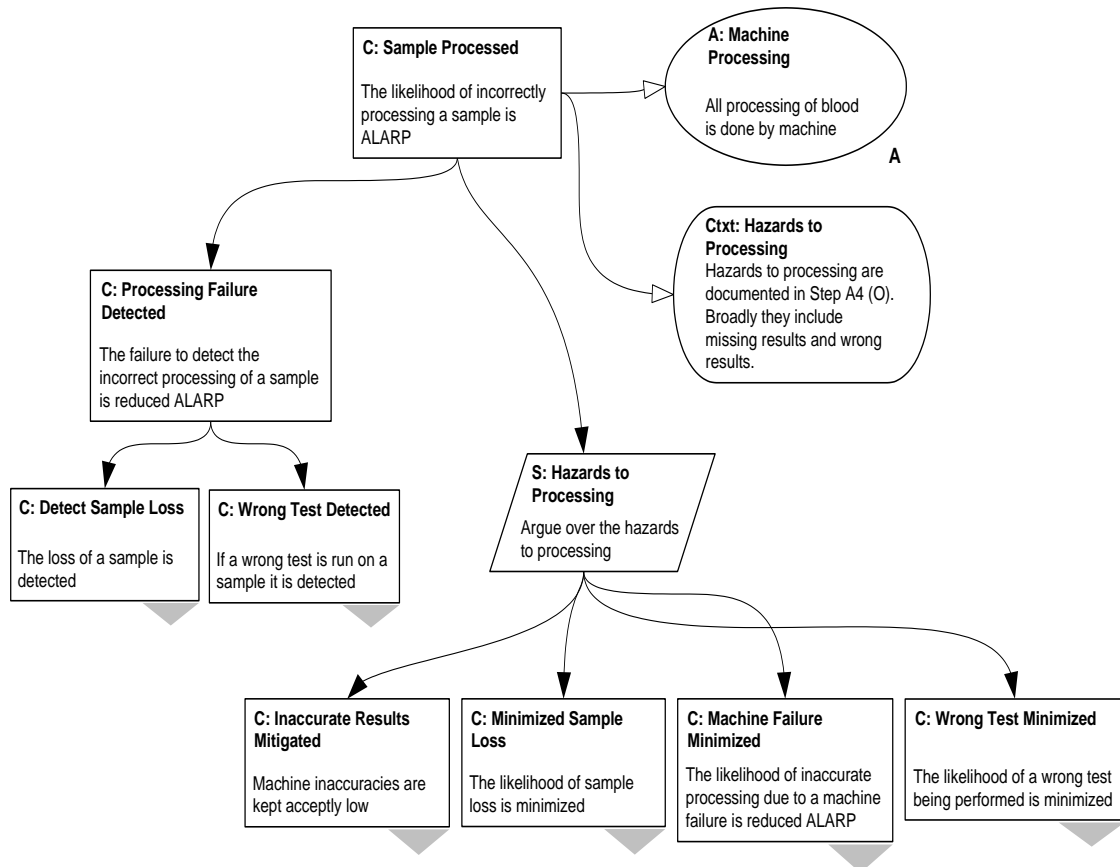 C: Sample Processed
The likelihood of incorrectly
processing a sample is
ALARP
A: Machine
Processing
All processing of blood
is done by machine
A
Ctxt: Hazards to
Processing
Hazards to processing are
documented in Step A4 (O).
Broadly they include
missing results and wrong
results.
C: Processing Failure
Detected
The failure to detect the
incorrect processing of a sample
is reduced ALARP
S: Hazards to
Processing
Argue over the hazards
to processing
C: Detect Sample Loss
The loss of a sample is
detected
C: Wrong Test Detected
If a wrong test is run on a
sample it is detected
C: Inaccurate Results
Mitigated
Machine inaccuracies are
kept acceptly low
C: Minimized Sample
Loss
The likelihood of sample
loss is minimized
C: Machine Failure
Minimized
The likelihood of inaccurate
processing due to a machine
failure is reduced ALARP
C: Wrong Test Minimized
The likelihood of a wrong test
being performed is minimized